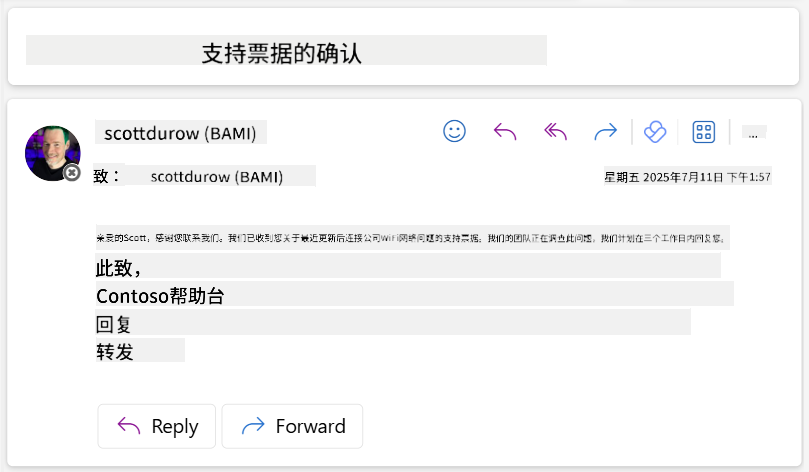 支持票据的确认
scottdurow (BAMI)
...
致： scottdurow (BAMI)
星期五 2025年7月11日 下午1:57
亲爱的Scott，感谢您联系我们。我们已收到您关于最近更新后连接公司WiFi网络问题的支持票据。我们的团队正在调查此问题，我们计划在三个工作日内回复您。
此致，
Contoso帮助台
回复
转发
Reply Forward